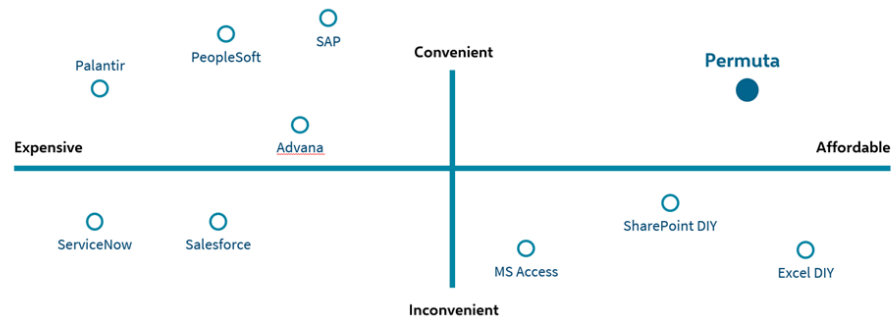 SAP
Convenient
PeopleSoft
Permuta
Palantir
Expensive
Advana
Affordable
ServiceNow
Salesforce
SharePoint DIY
MS Access
Excel DIY
Inconvenient